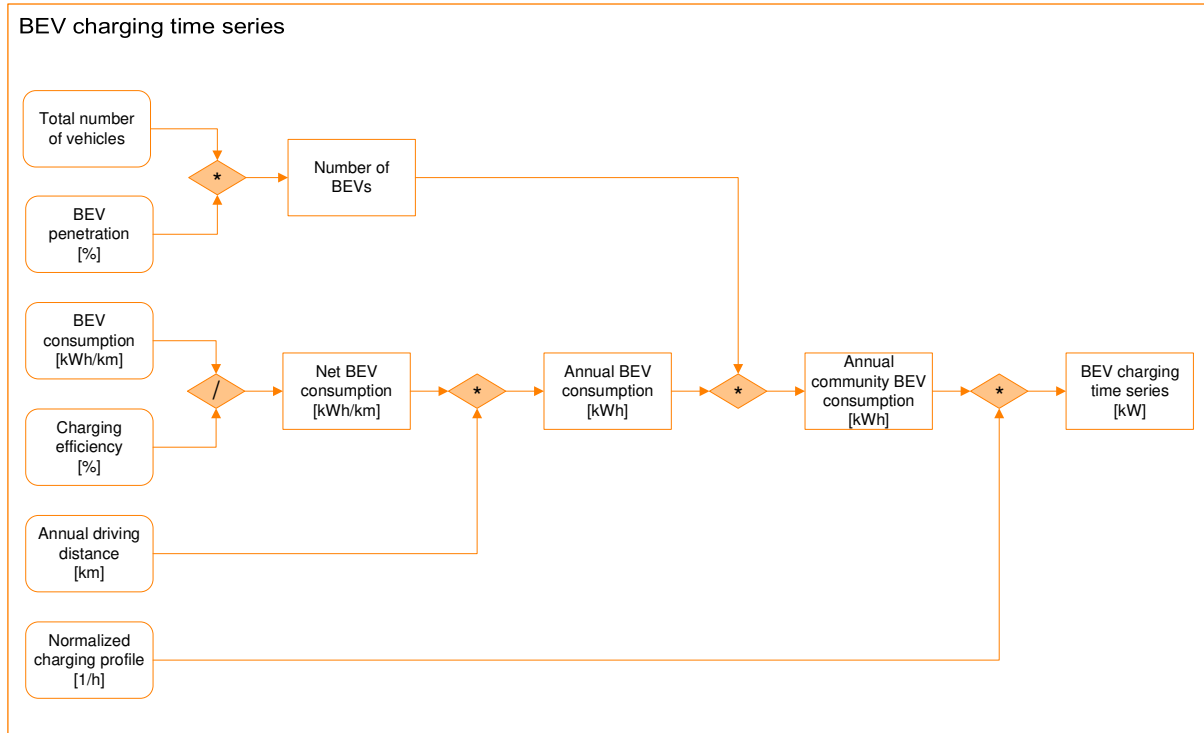 BEV charging time series
Total number
of vehicles
*
Number of
BEVs
BEV
penetration
[%]
BEV
consumption
[kWh/km]
/
Net BEV
consumption
[kWh/km]
*
Annual BEV
consumption
[kWh]
*
Annual
community BEV
consumption
[kWh]
*
BEV charging
time series
[kW]
Charging
efficiency
[%]
Annual driving
distance
[km]
Normalized
charging profile
[1/h]